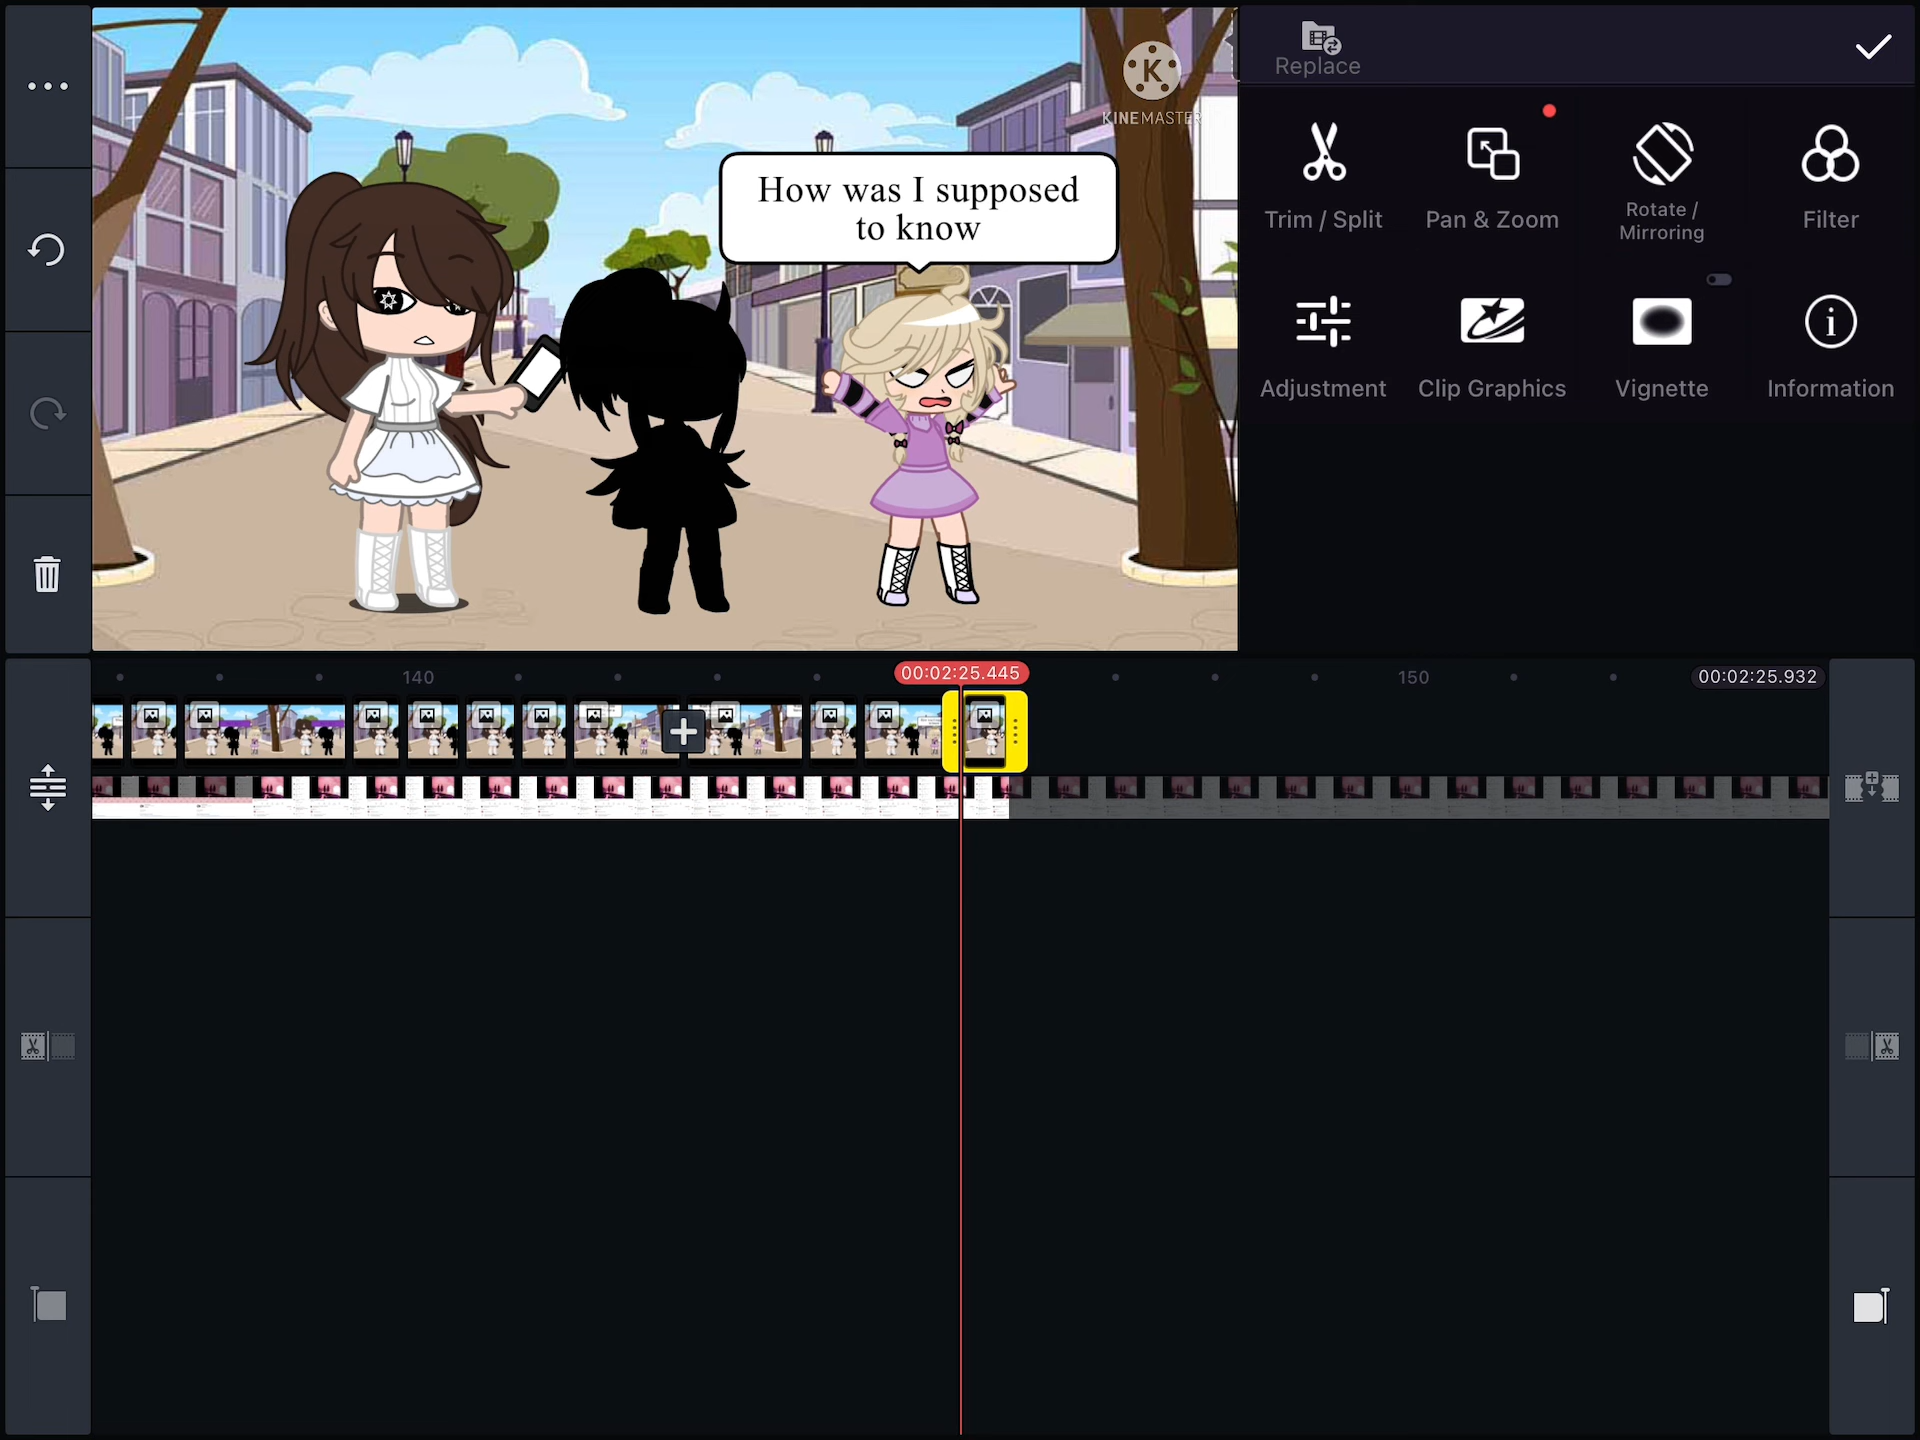 Replace
KINEMASTER
How was I supposed
to know
Trim / Split
Pan & Zoom
Rotate /
Mirroring
Filter
Adjustment
Clip Graphics
Vignette
Information
140
00:02:25.445
150
00:02:25.932